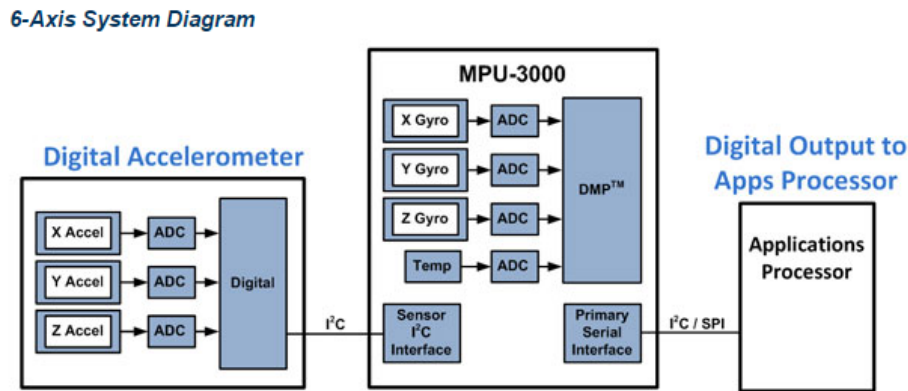 6-Axis System Diagram
MPU-3000
X Gyro
ADC
Y Gyro
ADC
Z Gyro
ADC
Temp
ADC
DMP™
Sensor
I²C
Interface
Primary
Serial
Interface
Digital Accelerometer
X Accel
ADC
Y Accel
ADC
Z Accel
ADC
Digital
I²C
I²C / SPI
Digital Output to
Apps Processor
Applications
Processor